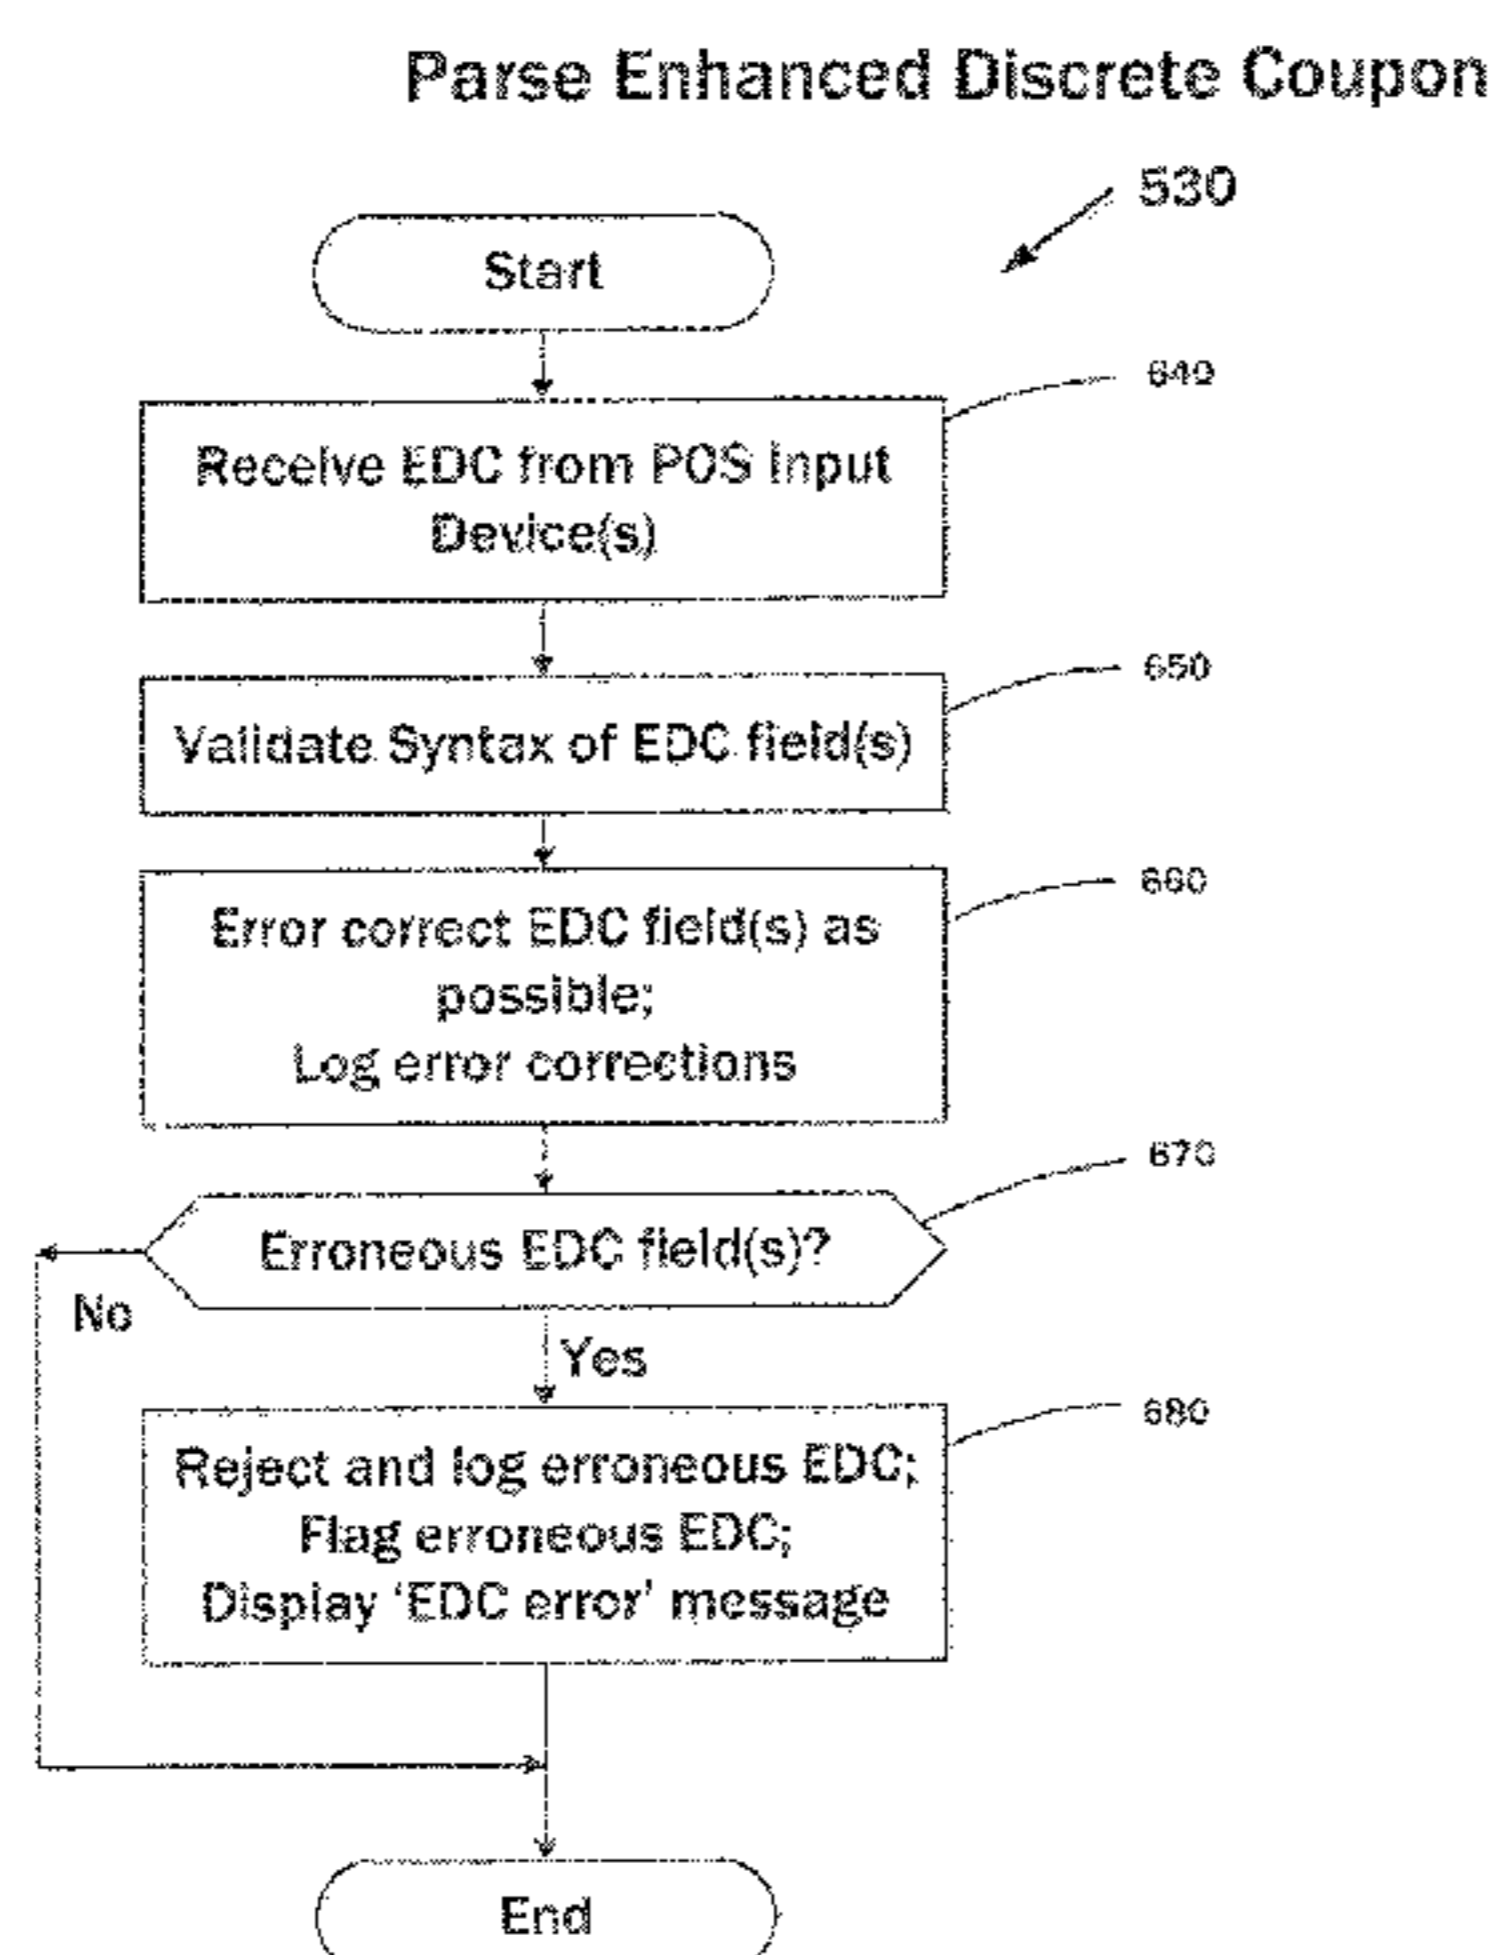 Parse Enhanced Discrete Coupon
530
Start
640
Receive EDC from POS Input
Device(s)
650
Validate Syntax of EDC field(s)
660
Error correct EDC field(s) as
possible;
Log error corrections
670
Erroneous EDC field(s)?
No
Yes
680
Reject and log erroneous EDC;
Flag erroneous EDC;
Display ‘EDC error’ message
End